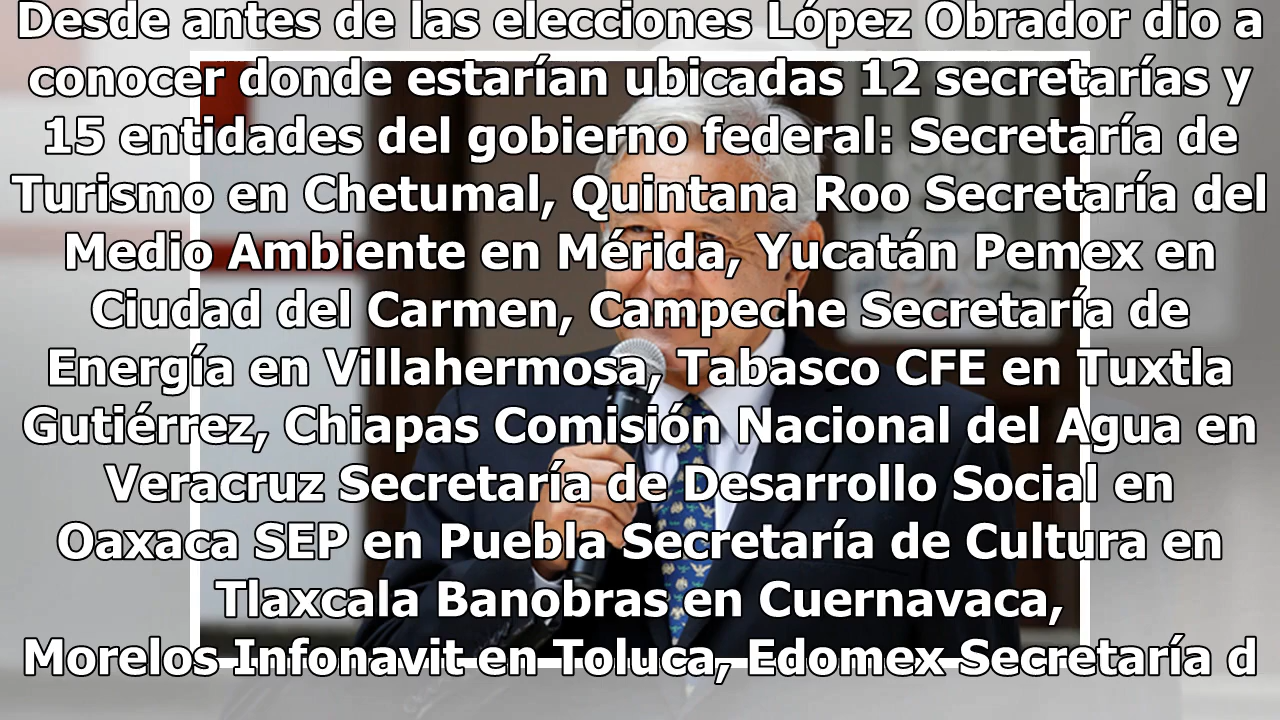 Desde antes de las elecciones López Obrador dio a
conocer donde estarían ubicadas 12 secretarías y
15 entidades del gobierno federal: Secretaría de
Turismo en Chetumal, Quintana Roo Secretaría del
Medio Ambiente en Mérida, Yucatán Pemex en
Ciudad del Carmen, Campeche Secretaría de
Energía en Villahermosa, Tabasco CFE en Tuxtla
Gutiérrez, Chiapas Comisión Nacional del Agua en
Veracruz Secretaría de Desarrollo Social en
Oaxaca SEP en Puebla Secretaría de Cultura en
Tlaxcala Banobras en Cuernavaca,
Morelos Infonavit en Toluca, Edomex Secretaría d